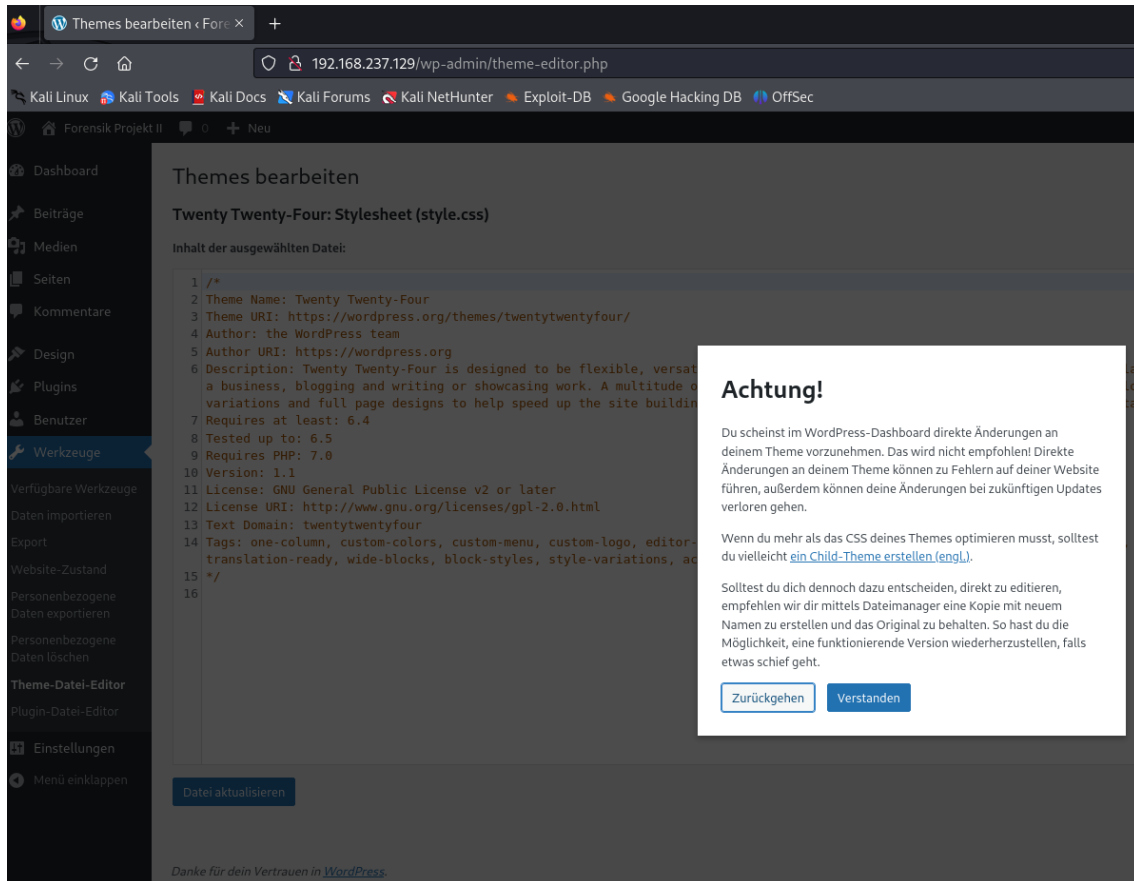 Themes bearbeiten ‹ Fore
192.168.237.129/wp-admin/theme-editor.php
Kali Linux Kali Tools Kali Docs Kali Forums Kali NetHunter Exploit-DB Google Hacking DB OffSec
Forensik Projekt II 0 + Neu
Dashboard
Beiträge
Medien
Seiten
Kommentare
Design
Plugins
Benutzer
Werkzeuge
Verfügbare Werkzeuge
Daten importieren
Export
Website-Zustand
Personenbezogene
Daten exportieren
Personenbezogene
Daten löschen
Theme-Datei-Editor
Plugin-Datei-Editor
Einstellungen
Menü einklappen
Themes bearbeiten
Twenty Twenty-Four: Stylesheet (style.css)
Inhalt der ausgewählten Datei:
1 /*
2 Theme Name: Twenty Twenty-Four
3 Theme URI: https://wordpress.org/themes/twentytwentyfour/
4 Author: the WordPress team
5 Author URI: https://wordpress.org
6 Description: Twenty Twenty-Four is designed to be flexible, versat
a business, blogging and writing or showcasing work. A multitude o
variations and full page designs to help speed up the site buildin
7 Requires at least: 6.4
8 Tested up to: 6.5
9 Requires PHP: 7.0
10 Version: 1.1
11 License: GNU General Public License v2 or later
12 License URI: http://www.gnu.org/licenses/gpl-2.0.html
13 Text Domain: twentytwentyfour
14 Tags: one-column, custom-colors, custom-menu, custom-logo, editor-
translation-ready, wide-blocks, block-styles, style-variations, ac
15 */
16
Datei aktualisieren
Danke für dein Vertrauen in WordPress.
Achtung!
Du scheinst im WordPress-Dashboard direkte Änderungen an
deinem Theme vorzunehmen. Das wird nicht empfohlen! Direkte
Änderungen an deinem Theme können zu Fehlern auf deiner Website
führen, außerdem können deine Änderungen bei zukünftigen Updates
verloren gehen.
Wenn du mehr als das CSS deines Themes optimieren musst, solltest
du vielleicht ein Child-Theme erstellen (engl.).
Solltest du dich dennoch dazu entscheiden, direkt zu editieren,
empfehlen wir dir mittels Dateimanager eine Kopie mit neuem
Namen zu erstellen und das Original zu behalten. So hast du die
Möglichkeit, eine funktionierende Version wiederherzustellen, falls
etwas schief geht.
Zurückgehen Verstanden